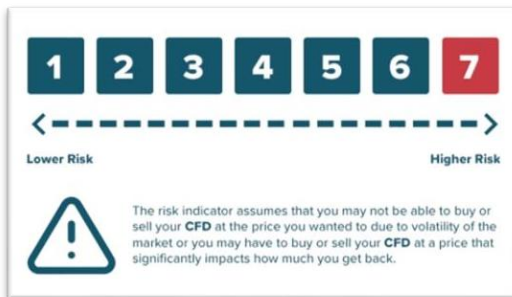 1 2 3 4 5 6 7
Lower Risk Higher Risk
The risk indicator assumes that you may not be able to buy or
sell your CFD at the price you wanted to due to volatility of the
market or you may have to buy or sell your CFD at a price that
significantly impacts how much you get back.